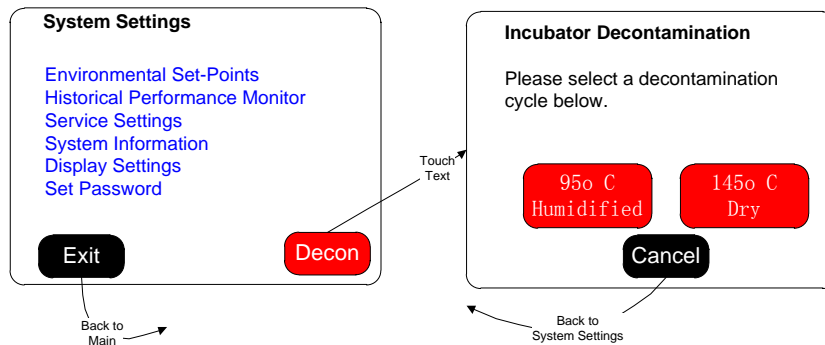 System Settings
Environmental Set-Points
Historical Performance Monitor
Service Settings
System Information
Display Settings
Set Password
Exit
Decon
Back to
Main
Touch
Text
Incubator Decontamination
Please select a decontamination
cycle below.
95o C
Humidified
145o C
Dry
Cancel
Back to
System Settings